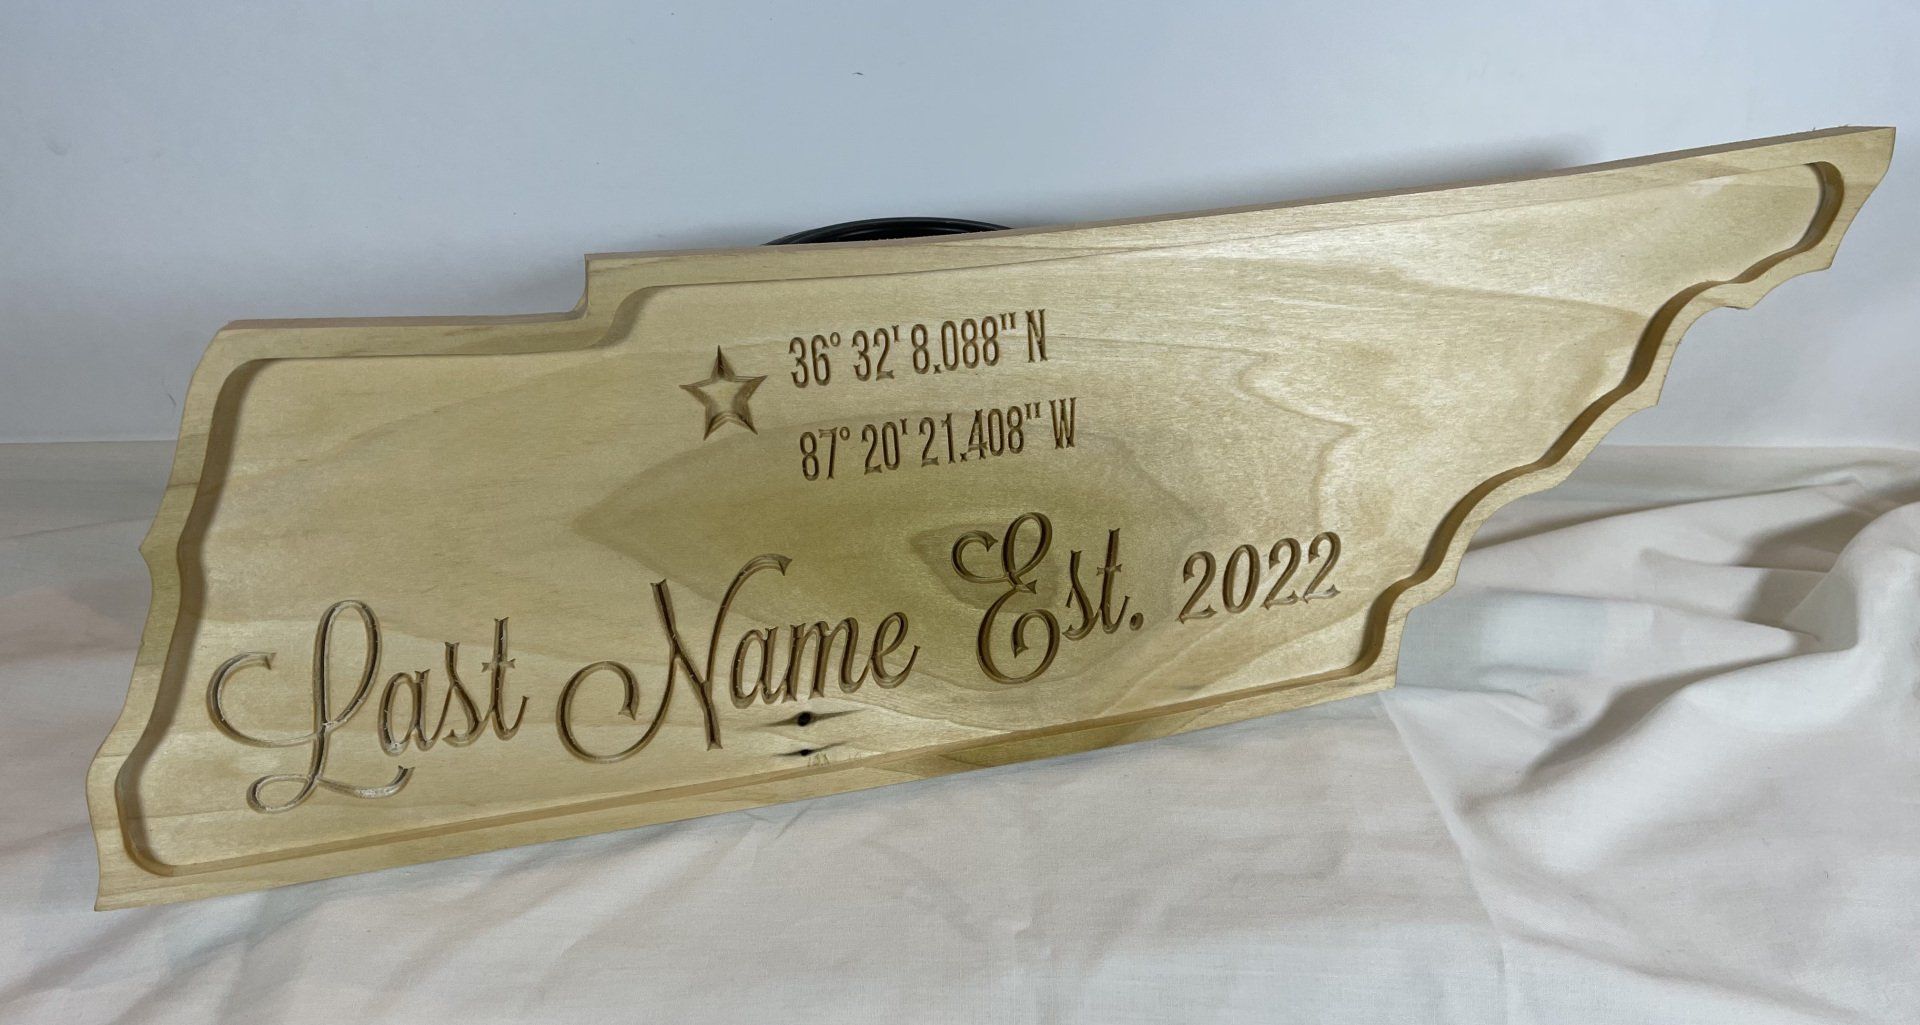 36° 32' 8.088" N
87° 20' 21.408" W
Last Name Est. 2022